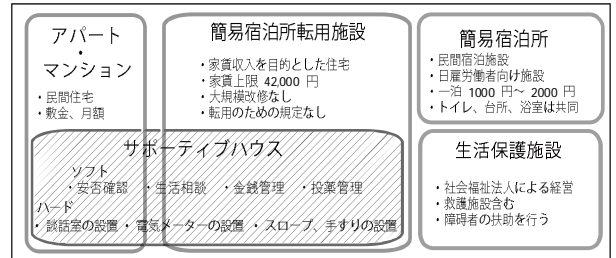 アパート
・
マンション
・民間住宅
・敷金、月額
簡易宿泊所転用施設
・家賃収入を目的とした住宅
・家賃上限 42,000 円
・大規模改修なし
・転用のための規定なし
サポーティブハウス
ソフト
・安否確認 ・生活相談 ・金銭管理 ・投薬管理
ハード
・談話室の設置 ・電気メーターの設置 ・スロープ、手すりの設置
簡易宿泊所
・民間宿泊施設
・日雇労働者向け施設
・一泊 1000 円〜 2000 円
・トイレ、台所、浴室は共同
生活保護施設
・社会福祉法人による経営
・救護施設含む
・障碍者の扶助を行う